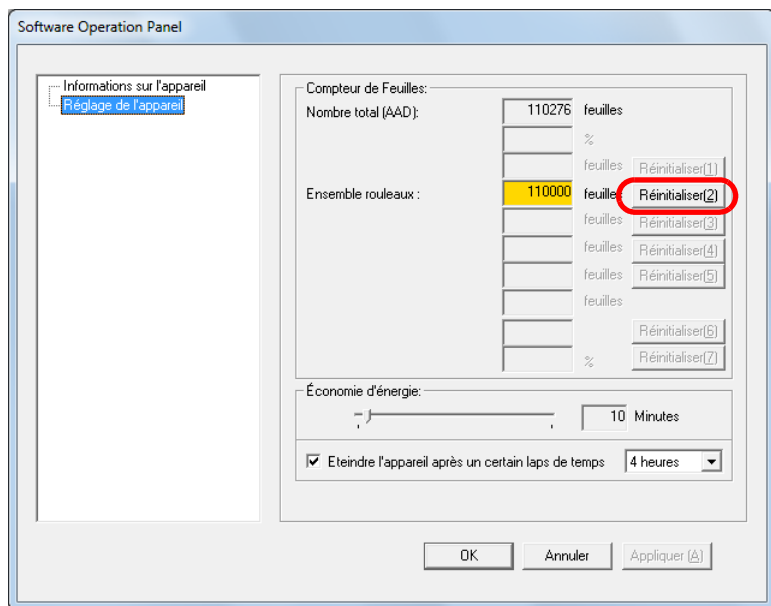 Software Operation Panel
Informations sur l'appareil
Réglage de l'appareil
Compteur de Feuilles:
Nombre total (AAD): 110276 feuilles
%
feuilles Réinitialiser(1)
Ensemble rouleaux : 110000 feuilles Réinitialiser(2)
feuilles Réinitialiser(3)
feuilles Réinitialiser(4)
feuilles Réinitialiser(5)
feuilles
Réinitialiser(6)
% Réinitialiser(7)
Économie d'énergie:
10 Minutes
Eteindre l'appareil après un certain laps de temps 4 heures
OK Annuler Appliquer (A)